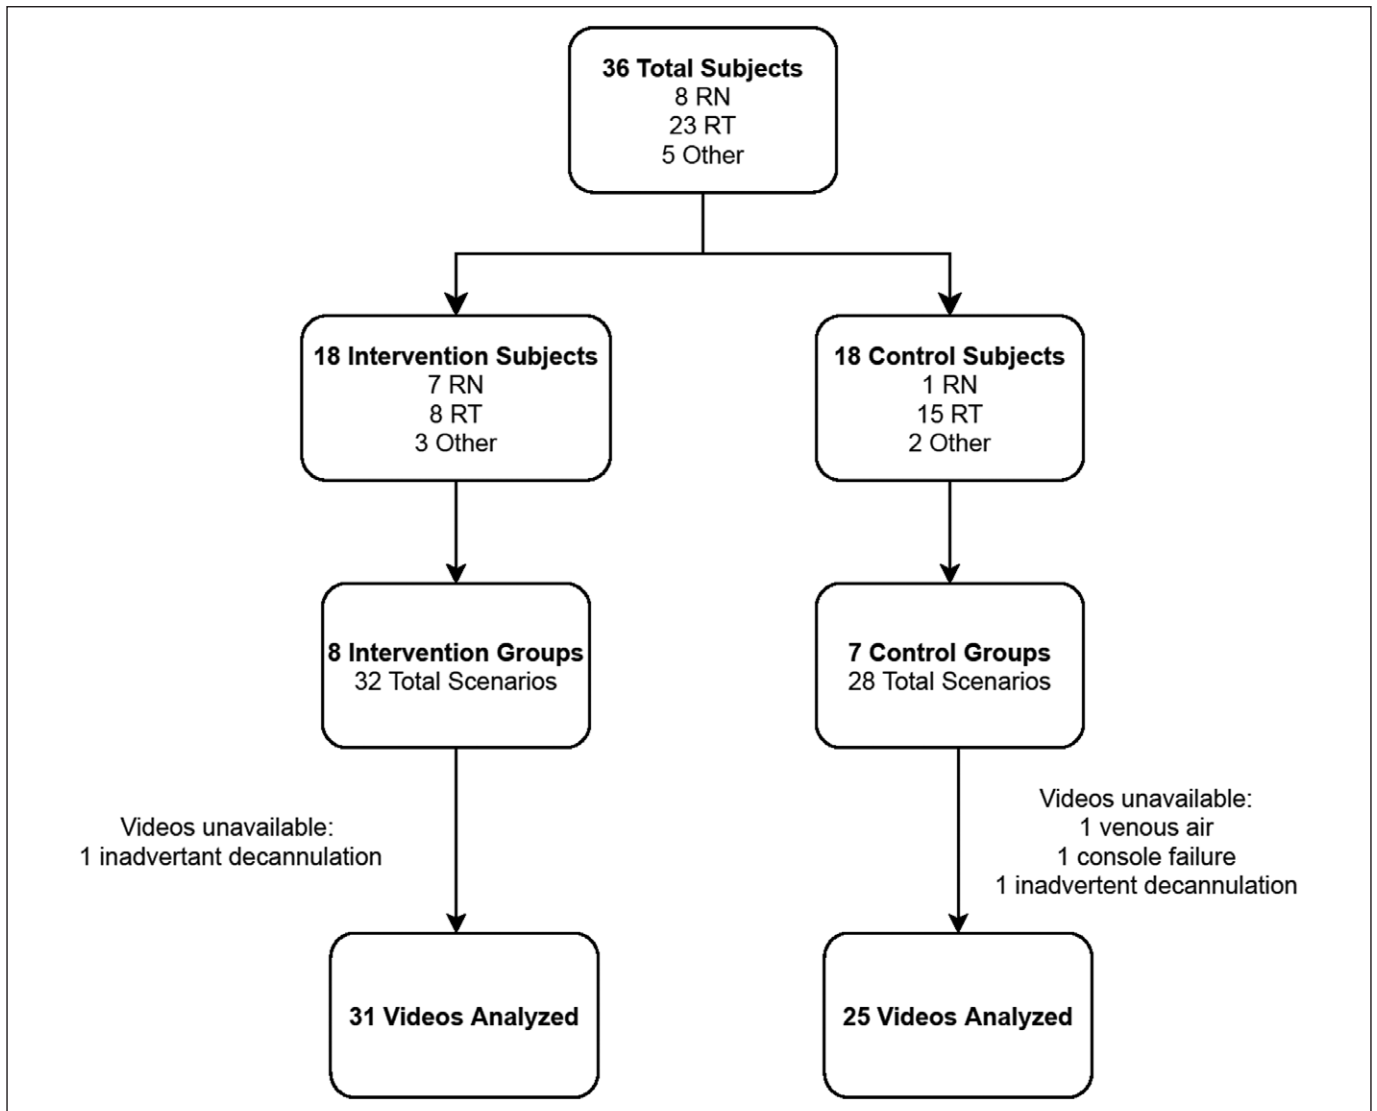 36 Total Subjects
8 RN
23 RT
5 Other
18 Intervention Subjects
7 RN
8 RT
3 Other
18 Control Subjects
1 RN
15 RT
2 Other
8 Intervention Groups
32 Total Scenarios
7 Control Groups
28 Total Scenarios
Videos unavailable:
1 inadvertant decannulation
Videos unavailable:
1 venous air
1 console failure
1 inadvertent decannulation
31 Videos Analyzed
25 Videos Analyzed